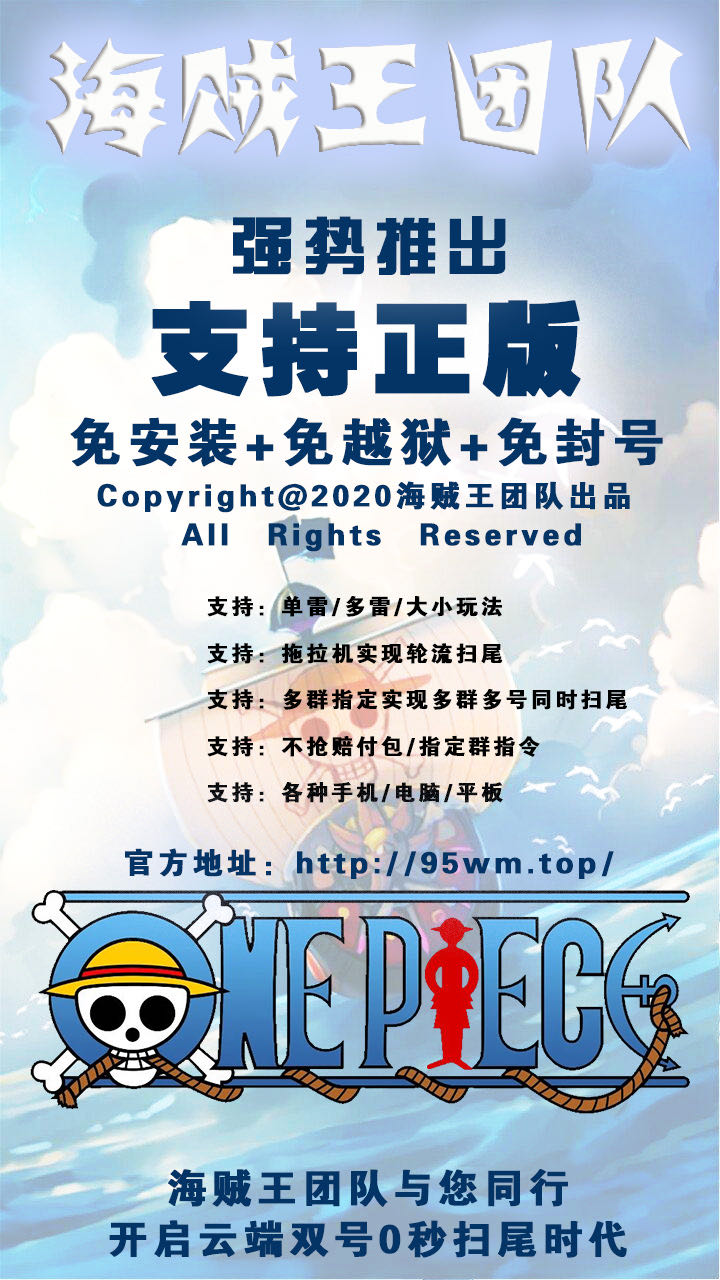 海贼王团队
强势推出
支持正版
免安装+免越狱+免封号
Copyright@2020海贼王团队出品
All Rights Reserved
支持：单雷/多雷/大小玩法
支持：拖拉机实现轮流扫尾
支持：多群指定实现多群多号同时扫尾
支持：不抢赔付包/指定群指令
支持：各种手机/电脑/平板
官方地址：http://95wm.top/
ONE PIECE
海贼王团队与您同行
开启云端双号0秒扫尾时代